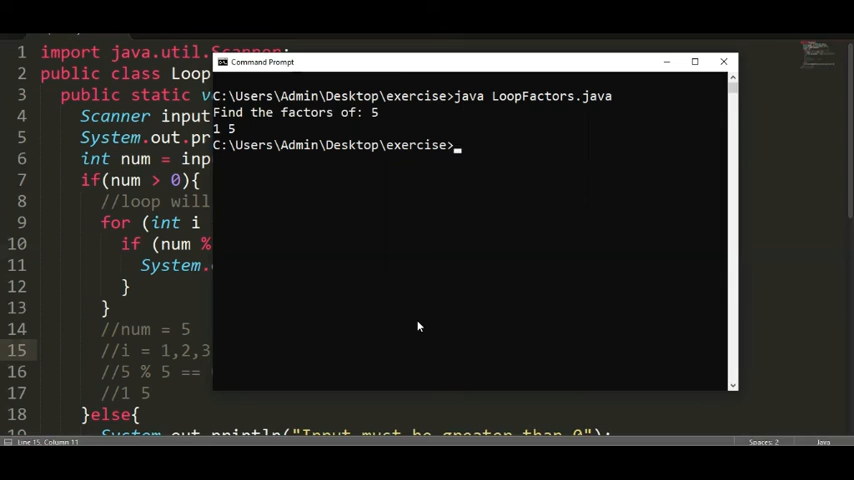 Command Prompt
C:\Users\Admin\Desktop\exercise>java LoopFactors.java
Find the factors of: 5
1 5
C:\Users\Admin\Desktop\exercise>
1 import java.util.Scanner;
2 public class Loop
3 public static v
4 Scanner input
5 System.out.pr
6 int num = inp
7 if(num > 0){
8 //loop will
9 for (int i
10 if (num %
11 System.
12 }
13 }
14 //num = 5
15 //i = 1,2,3
16 //5 % 5 ==
17 //1 5
18 }else{
19 System.out.println("Input must be greater than 0");
Line 15, Column 11
Spaces: 2
Java